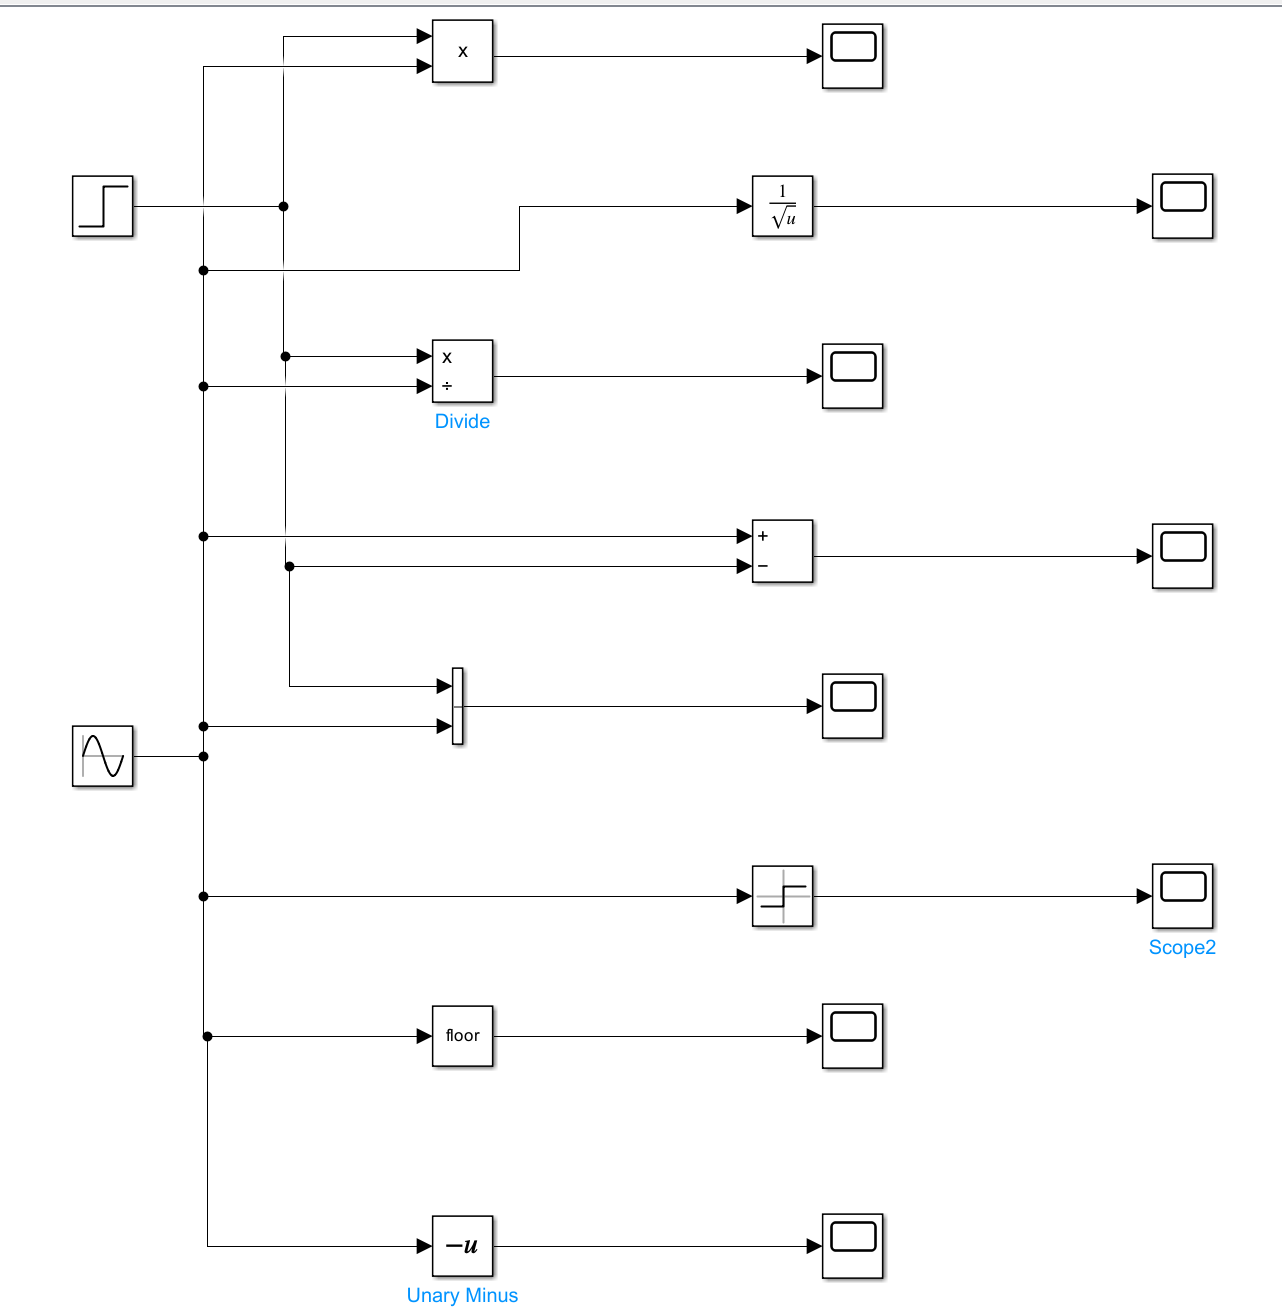 x
1
√u
x
÷
Divide
+
−
Scope2
floor
−u
Unary Minus